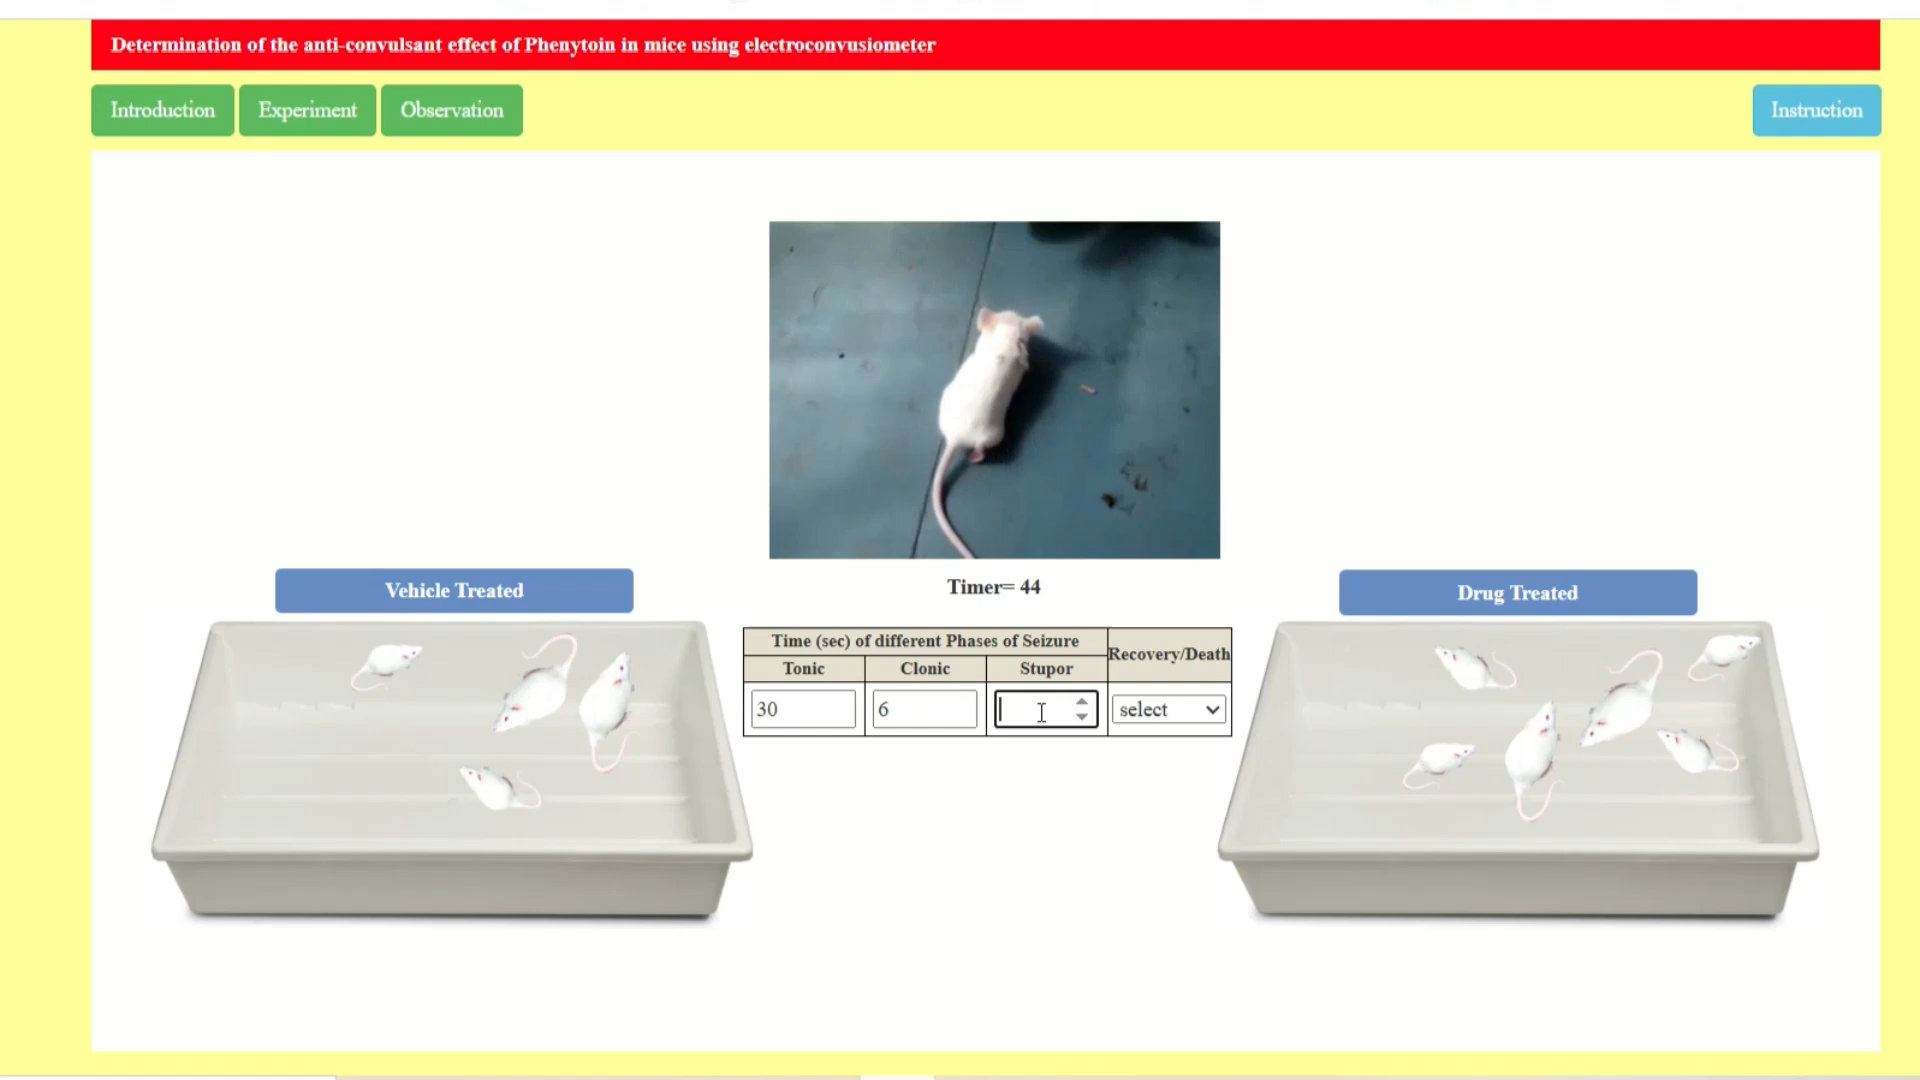 Determination of the anti-convulsant effect of Phenytoin in mice using electroconvusiometer
Introduction
Experiment
Observation
Instruction
Timer= 44
Vehicle Treated
Drug Treated
Time (sec) of different Phases of Seizure
Recovery/Death
Tonic
Clonic
Stupor
30
6
select